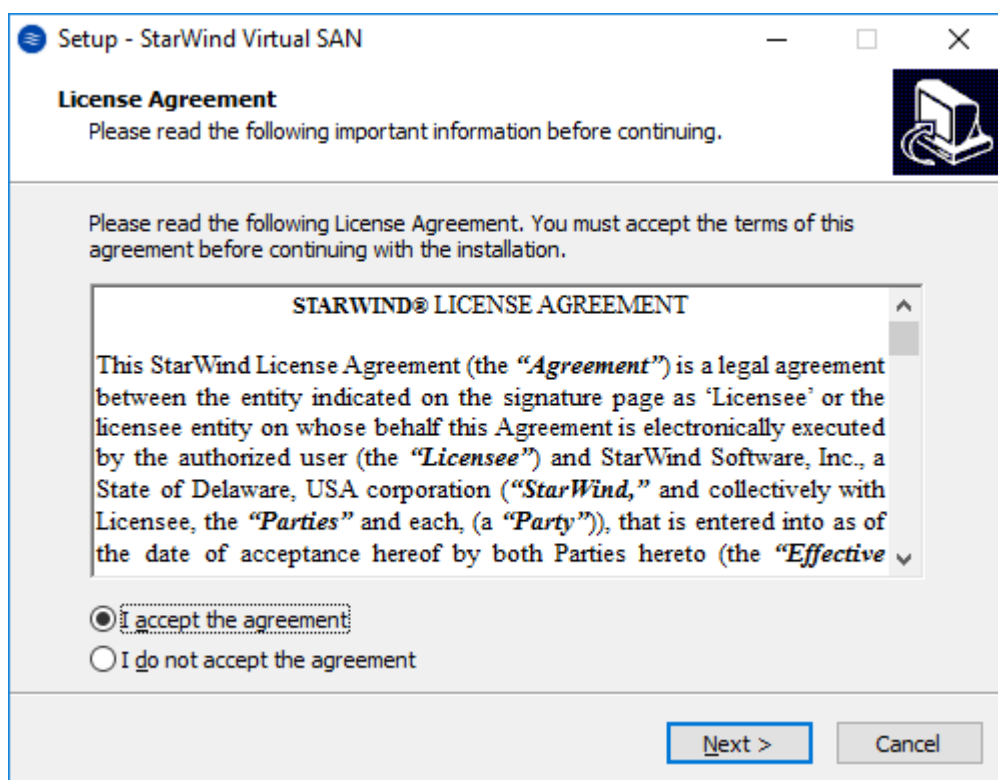 Setup - StarWind Virtual SAN
License Agreement
Please read the following important information before continuing.
Please read the following License Agreement. You must accept the terms of this
agreement before continuing with the installation.
STARWIND® LICENSE AGREEMENT
This StarWind License Agreement (the “Agreement”) is a legal agreement
between the entity indicated on the signature page as ‘Licensee’ or the
licensee entity on whose behalf this Agreement is electronically executed
by the authorized user (the “Licensee”) and StarWind Software, Inc., a
State of Delaware, USA corporation (“StarWind,” and collectively with
Licensee, the “Parties” and each, (a “Party”)), that is entered into as of
the date of acceptance hereof by both Parties hereto (the “Effective
I accept the agreement
I do not accept the agreement
Next >
Cancel